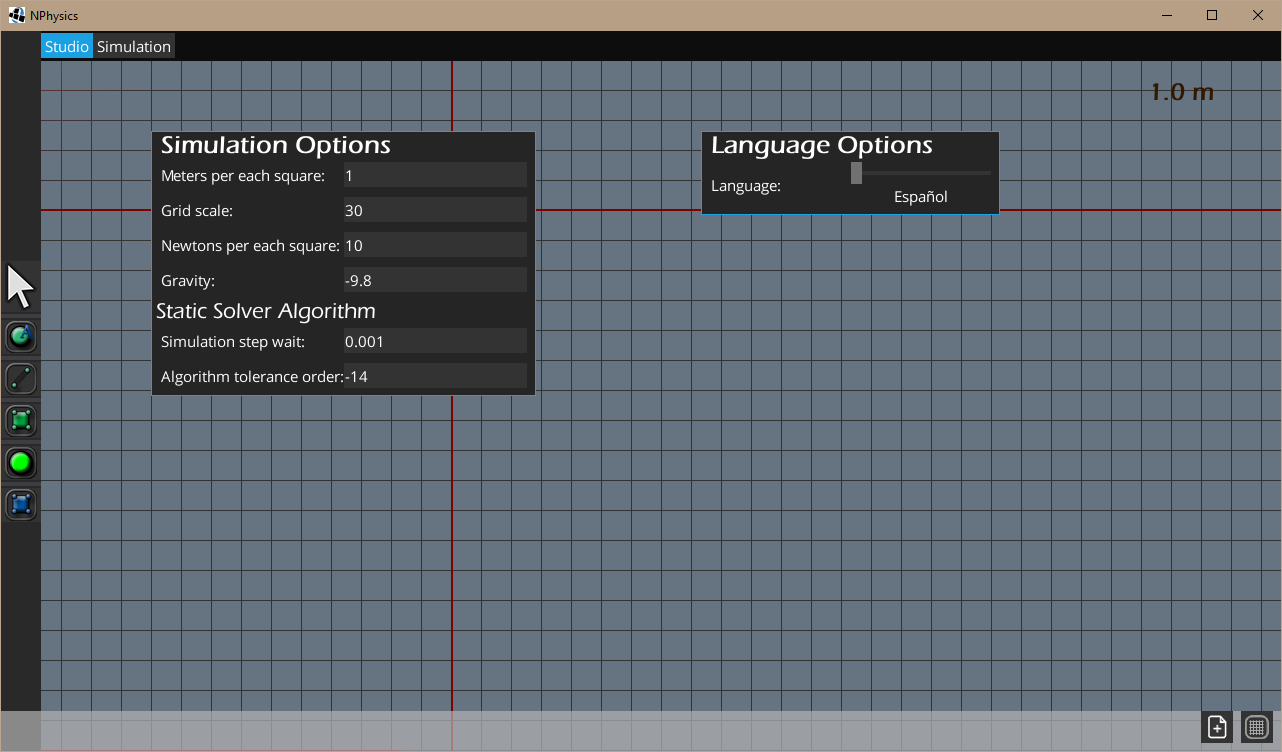 NPhysics
Studio Simulation
1.0 m
Simulation Options
Meters per each square: 1
Grid scale: 30
Newtons per each square: 10
Gravity: -9.8
Static Solver Algorithm
Simulation step wait: 0.001
Algorithm tolerance order: -14
Language Options
Language:
Español